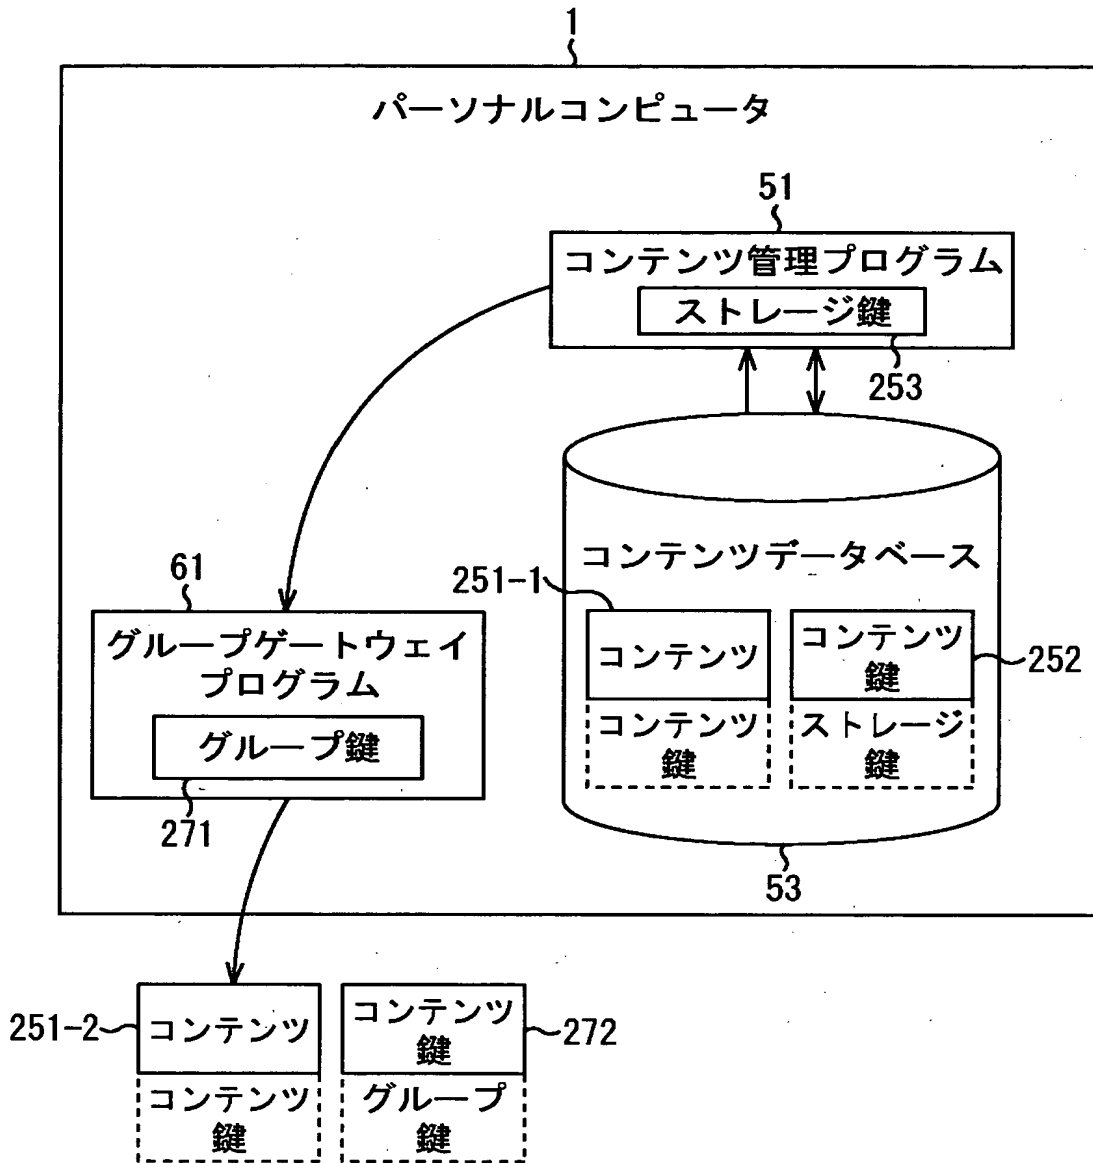 1
パーソナルコンピュータ
51
コンテンツ管理プログラム
ストレージ鍵
253
コンテンツデータベース
251-1
61
グループゲートウェイ
プログラム
グループ鍵
271
コンテンツ
コンテンツ
鍵
コンテンツ
鍵
252
ストレージ
鍵
53
251-2
コンテンツ
コンテンツ
鍵
コンテンツ
鍵
272
グループ
鍵